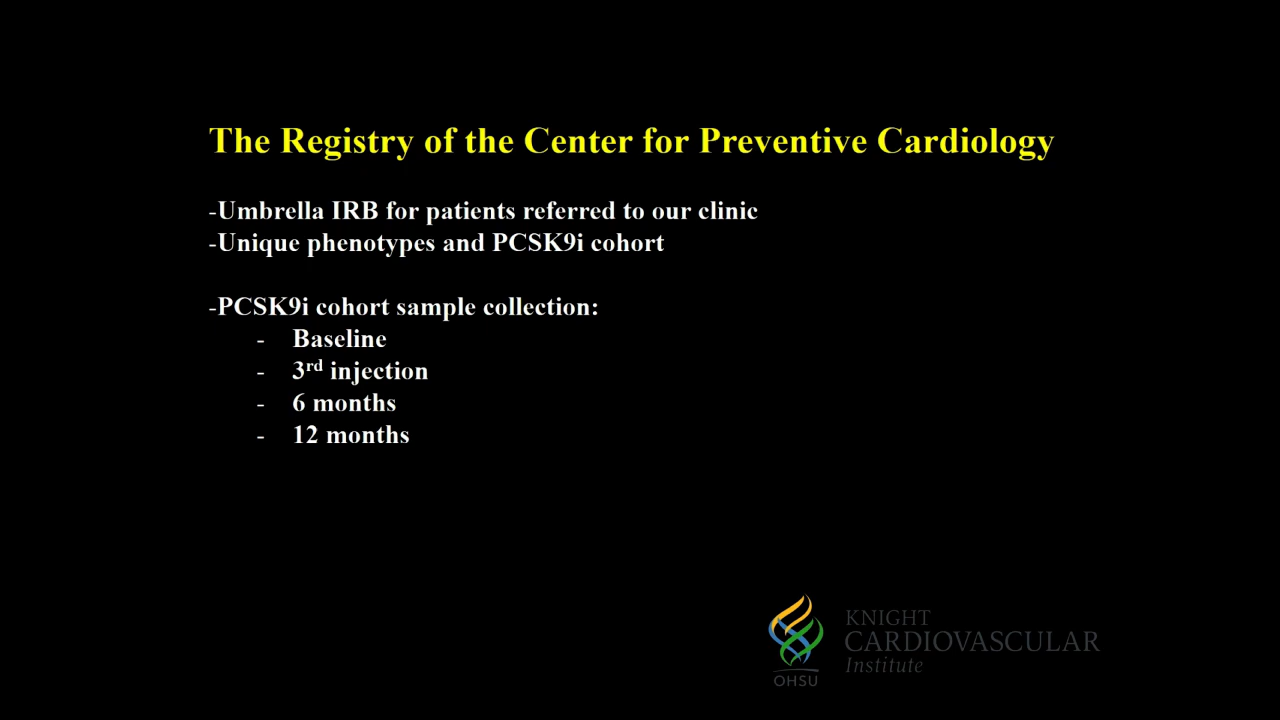 The Registry of the Center for Preventive Cardiology
-Umbrella IRB for patients referred to our clinic
-Unique phenotypes and PCSK9i cohort
-PCSK9i cohort sample collection:
- Baseline
- 3rd injection
- 6 months
- 12 months
KNIGHT
CARDIOVASCULAR
Institute
OHSU